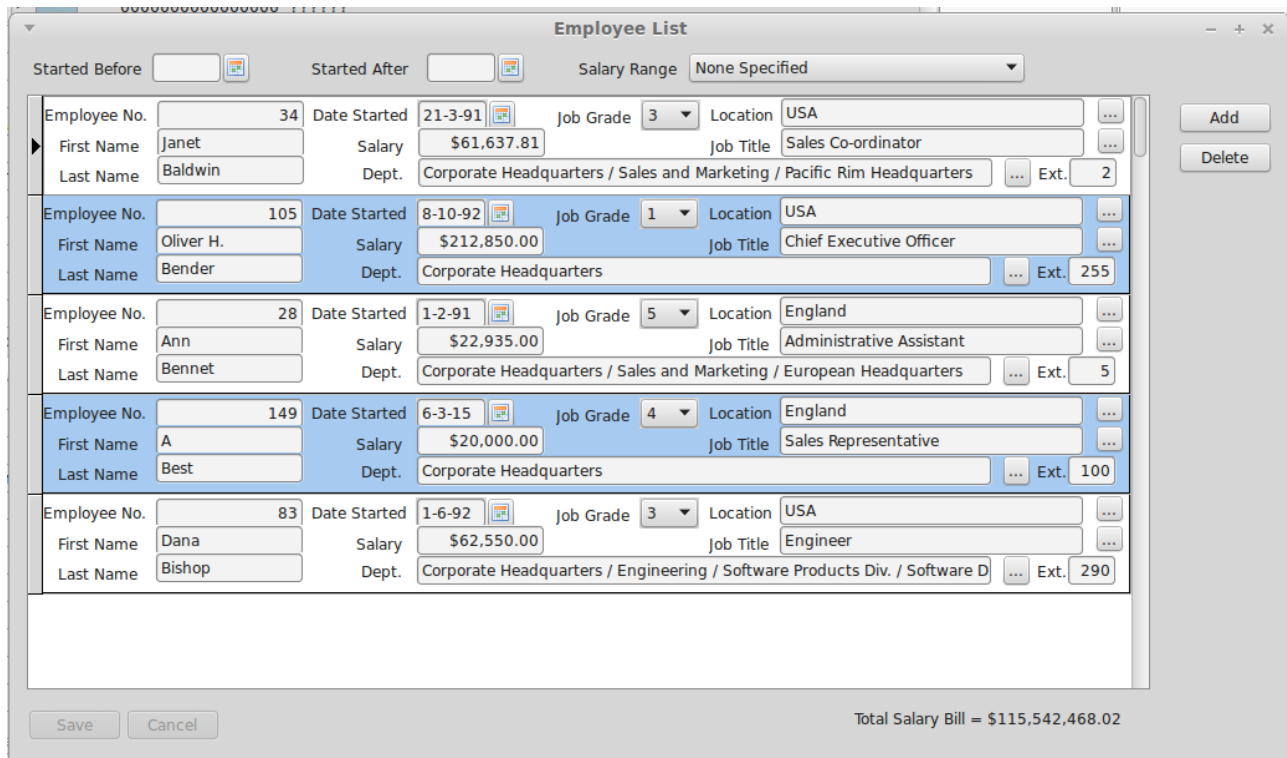 Employee List
Started Before Started After Salary Range None Specified
Employee No. 34 Date Started 21-3-91 Job Grade 3 Location USA ...
First Name Janet Salary $61,637.81 Job Title Sales Co-ordinator ...
Last Name Baldwin Dept. Corporate Headquarters / Sales and Marketing / Pacific Rim Headquarters ... Ext. 2
Add
Delete
Employee No. 105 Date Started 8-10-92 Job Grade 1 Location USA ...
First Name Oliver H. Salary $212,850.00 Job Title Chief Executive Officer ...
Last Name Bender Dept. Corporate Headquarters ... Ext. 255
Employee No. 28 Date Started 1-2-91 Job Grade 5 Location England ...
First Name Ann Salary $22,935.00 Job Title Administrative Assistant ...
Last Name Bennet Dept. Corporate Headquarters / Sales and Marketing / European Headquarters ... Ext. 5
Employee No. 149 Date Started 6-3-15 Job Grade 4 Location England ...
First Name A Salary $20,000.00 Job Title Sales Representative ...
Last Name Best Dept. Corporate Headquarters ... Ext. 100
Employee No. 83 Date Started 1-6-92 Job Grade 3 Location USA ...
First Name Dana Salary $62,550.00 Job Title Engineer ...
Last Name Bishop Dept. Corporate Headquarters / Engineering / Software Products Div. / Software D ... Ext. 290
Save Cancel Total Salary Bill = $115,542,468.02